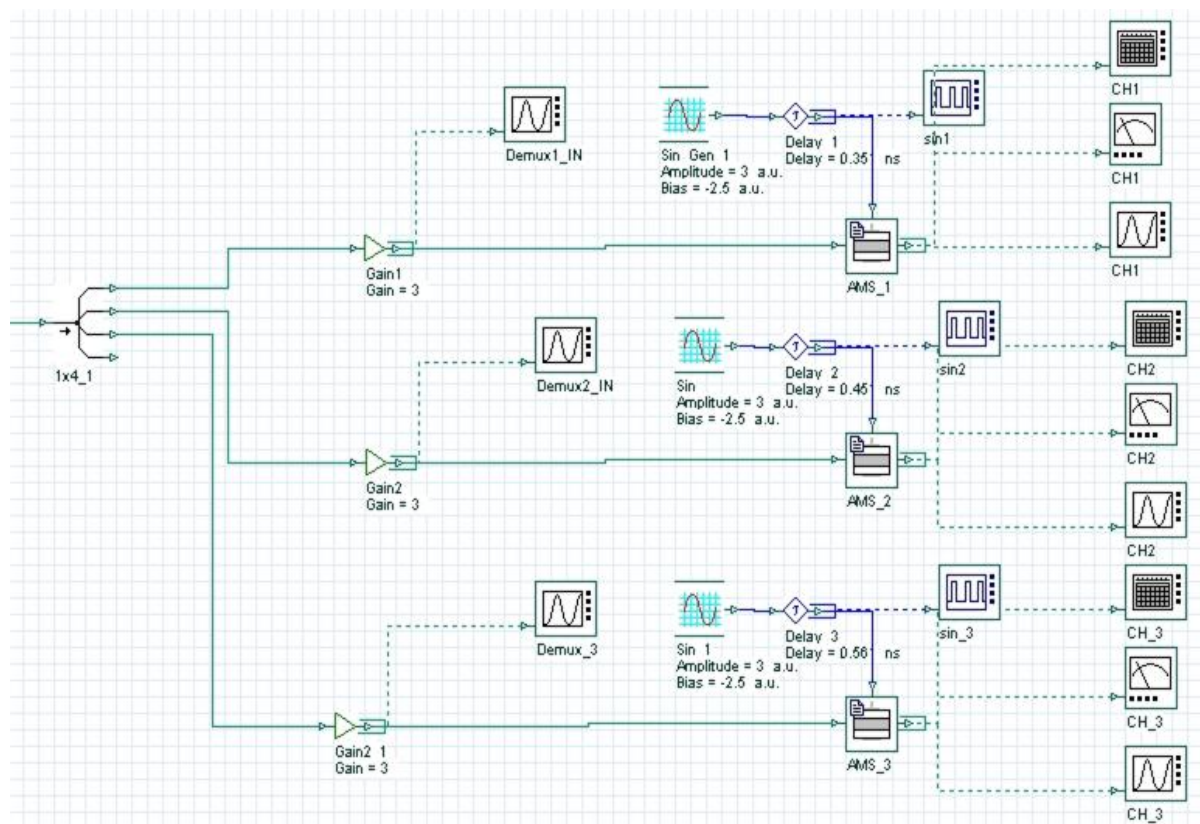 CH1
Demux1_IN
Sin Gen 1
Amplitude = 3 a.u.
Bias = -2.5 a.u.
Delay 1
Delay = 0.35 ns
sin1
CH1
Gain1
Gain = 3
AMS_1
CH1
1x4_1
Demux2_IN
Sin
Amplitude = 3 a.u.
Bias = -2.5 a.u.
Delay 2
Delay = 0.45 ns
sin2
CH2
CH2
Gain2
Gain = 3
AMS_2
CH2
Demux_3
Sin 1
Amplitude = 3 a.u.
Bias = -2.5 a.u.
Delay 3
Delay = 0.56 ns
sin_3
CH_3
CH_3
Gain2 1
Gain = 3
AMS_3
CH_3